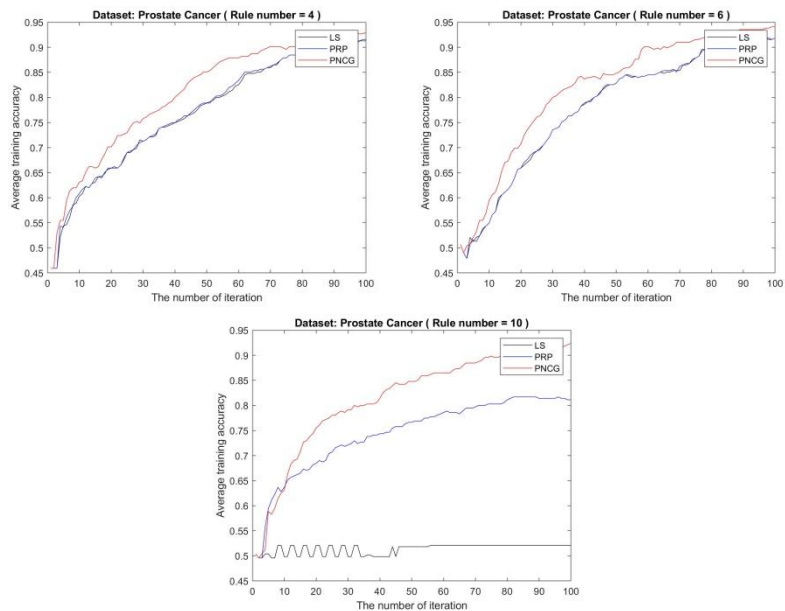 Dataset: Prostate Cancer ( Rule number = 4 )
Average training accuracy
0.95
0.9
0.85
0.8
0.75
0.7
0.65
0.6
0.55
0.5
0.45
LS
PRP
PNCG
0 10 20 30 40 50 60 70 80 90 100
The number of iteration
Dataset: Prostate Cancer ( Rule number = 6 )
Average training accuracy
0.95
0.9
0.85
0.8
0.75
0.7
0.65
0.6
0.55
0.5
0.45
LS
PRP
PNCG
0 10 20 30 40 50 60 70 80 90 100
The number of iteration
Dataset: Prostate Cancer ( Rule number = 10 )
Average training accuracy
0.95
0.9
0.85
0.8
0.75
0.7
0.65
0.6
0.55
0.5
0.45
LS
PRP
PNCG
0 10 20 30 40 50 60 70 80 90 100
The number of iteration